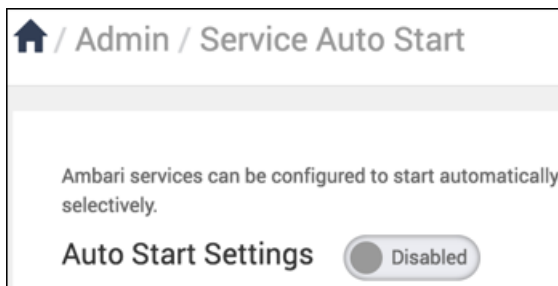 / Admin / Service Auto Start
Ambari services can be configured to start automatically
selectively.
Auto Start Settings Disabled